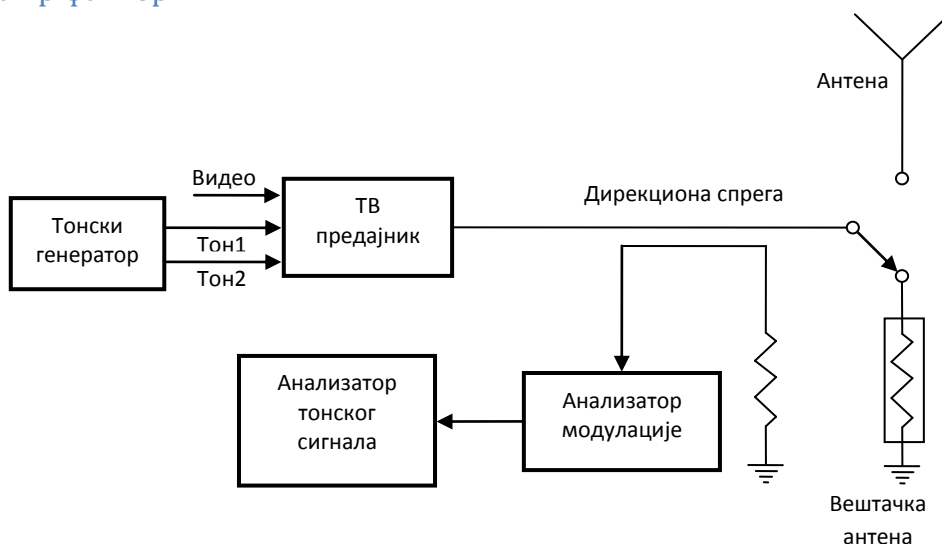 Антена
Видео
Дирекциона спрега
ТВ
предајник
Тонски
генератор
Тон1
Тон2
Анализатор
тонског
сигнала
Анализатор
модулације
Вештачка
антена